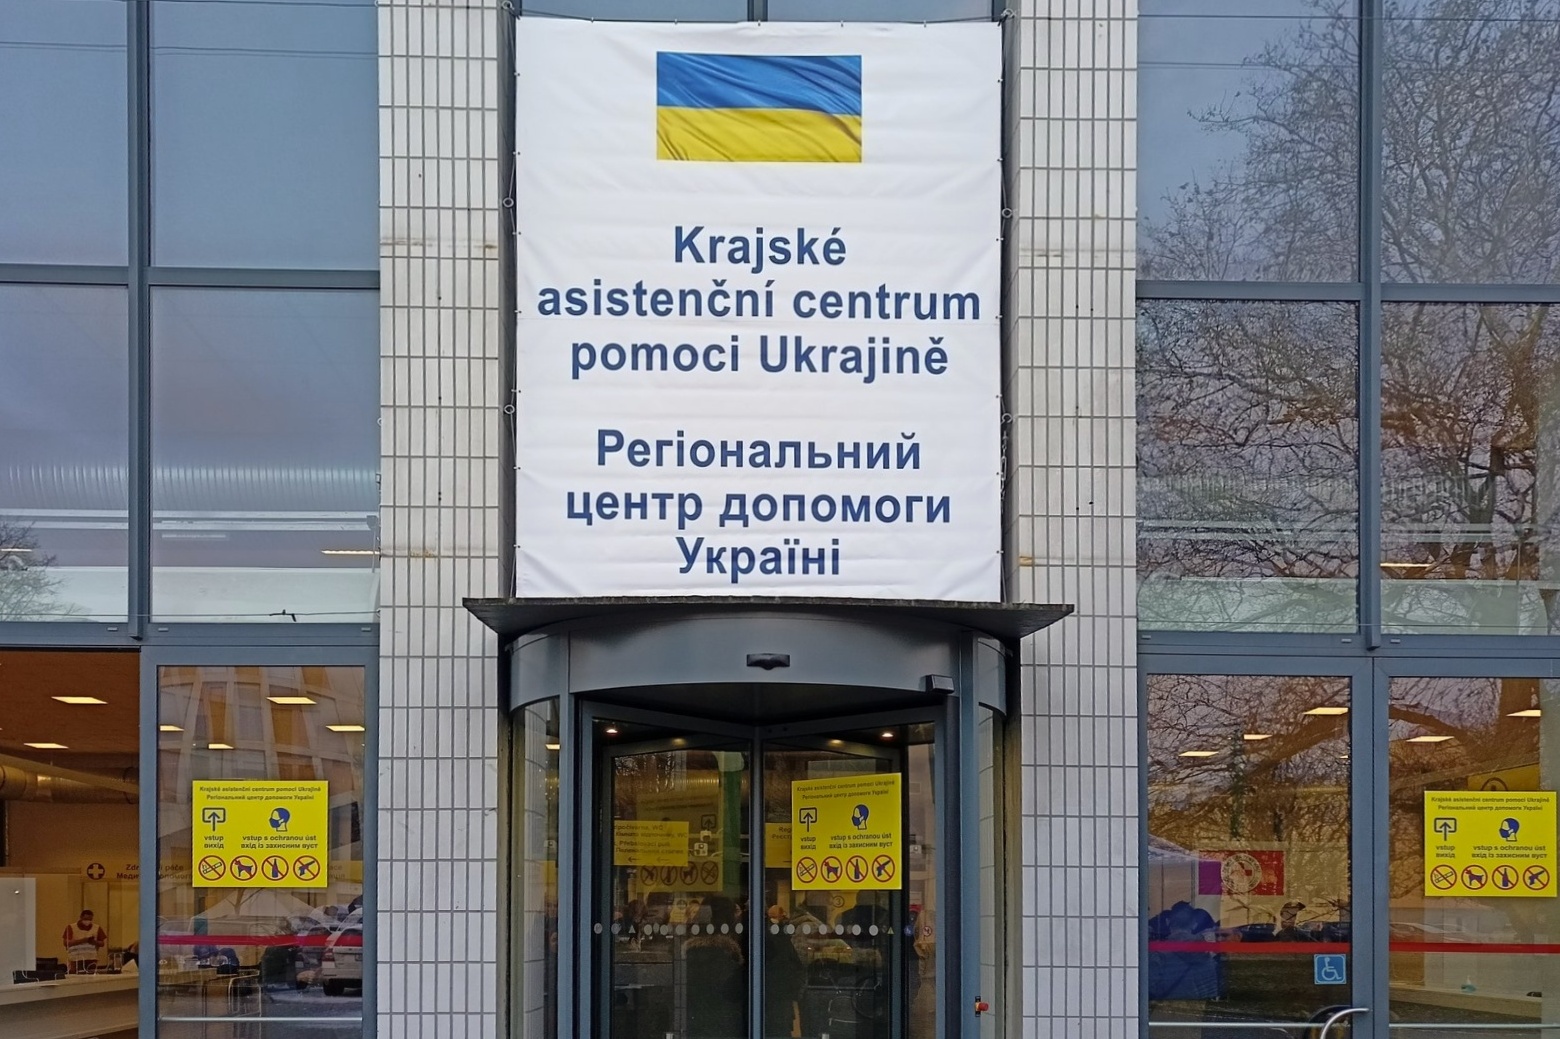 Krajské
asistenční centrum
pomoci Ukrajině
Регіональний
центр допомоги
Україні
Krajské asistenční centrum pomoci Ukrajině
Регіональний центр допомоги Україні
vstup
вихід
vstup s ochranou úst
вхід із захисним вуст
Krajské asistenční centrum pomoci Ukrajině
Регіональний центр допомоги Україні
vstup
вихід
vstup s ochranou úst
вхід із захисним вуст
Krajské asistenční centrum pomoci Ukrajině
Регіональний центр допомоги Україні
vstup
вихід
vstup s ochranou úst
вхід із захисним вуст